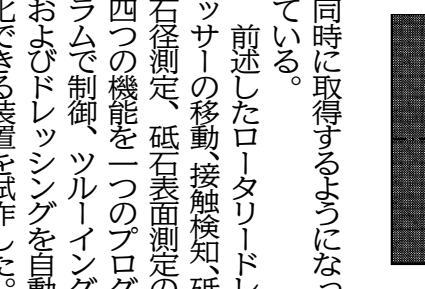 同時に取得するようになっ
ている。
前述したロータリードレ
ッサーの移動、接触検知、砥
石径測定、砥石表面測定の
四つの機能を一つのプログ
ラムで制御、ツルーイング
およびドレッシングを自動
化できる装置を試作した。